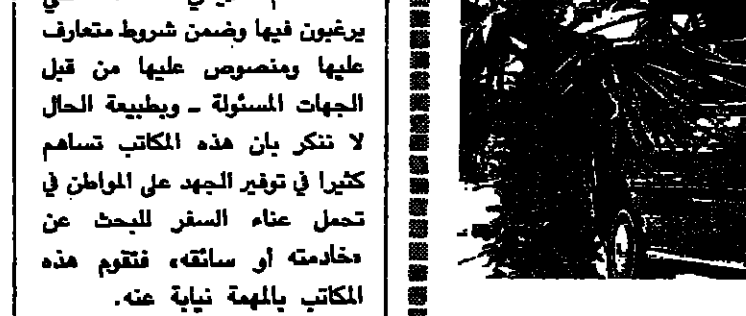 يرغبون فيها وضمن شروط متعارف
عليها ومنصوص عليها من قبل
الجهات المسئولة ــ وبطبيعة الحال
لا ننكر بان هذه المكاتب تساهم
كثيرا في توفير الجهد على المواطن في
تحمل عناء السفر للبحث عن
«خادمته أو سائقه» فتقوم هذه
المكاتب بالمهمة نيابة عنه.